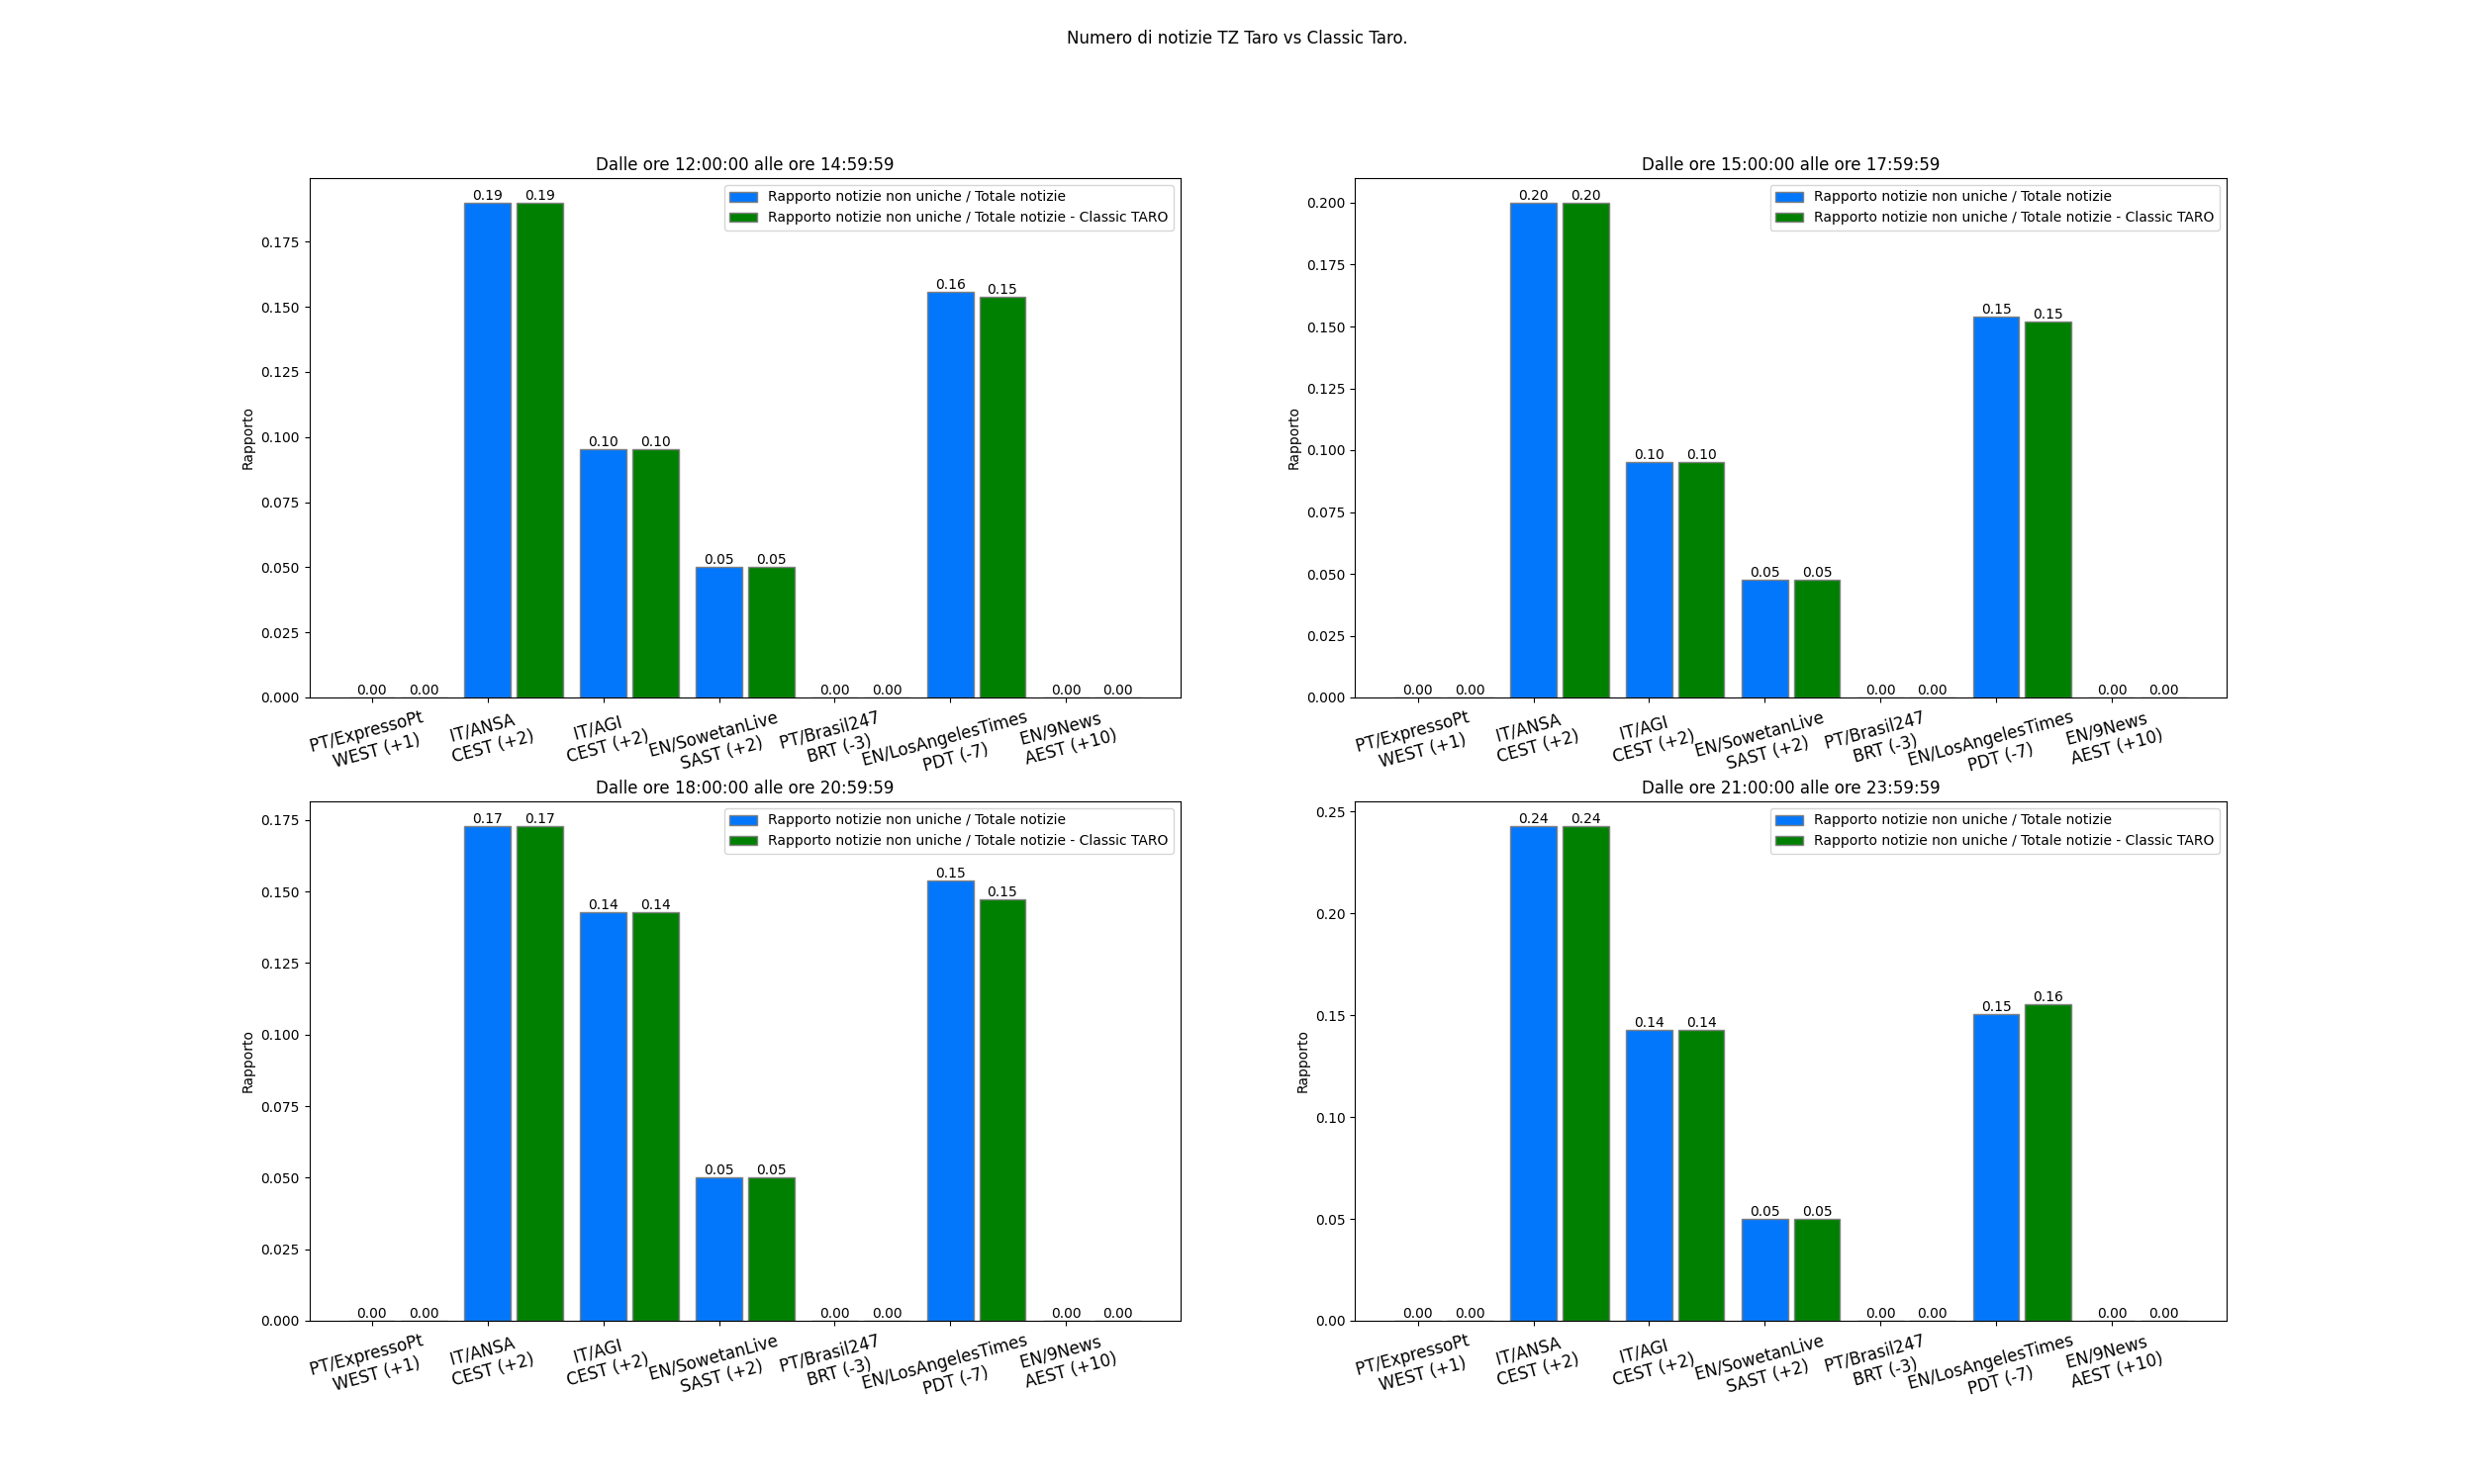 Numero di notizie TZ Taro vs Classic Taro.
Dalle ore 12:00:00 alle ore 14:59:59
Rapporto notizie non uniche / Totale notizie
Rapporto notizie non uniche / Totale notizie - Classic TARO
Rapporto
0.175
0.150
0.125
0.100
0.075
0.050
0.025
0.000
0.00 0.00 0.19 0.19 0.10 0.10 0.05 0.05 0.00 0.00 0.16 0.15 0.00 0.00
PT/ExpressoPt
WEST (+1)
IT/ANSA
CEST (+2)
IT/AGI
CEST (+2)
EN/SowetanLive
SAST (+2)
PT/Brasil247
BRT (-3)
EN/LosAngelesTimes
PDT (-7)
EN/9News
AEST (+10)
Dalle ore 15:00:00 alle ore 17:59:59
Rapporto notizie non uniche / Totale notizie
Rapporto notizie non uniche / Totale notizie - Classic TARO
Rapporto
0.200
0.175
0.150
0.125
0.100
0.075
0.050
0.025
0.000
0.00 0.00 0.20 0.20 0.10 0.10 0.05 0.05 0.00 0.00 0.15 0.15 0.00 0.00
PT/ExpressoPt
WEST (+1)
IT/ANSA
CEST (+2)
IT/AGI
CEST (+2)
EN/SowetanLive
SAST (+2)
PT/Brasil247
BRT (-3)
EN/LosAngelesTimes
PDT (-7)
EN/9News
AEST (+10)
Dalle ore 18:00:00 alle ore 20:59:59
Rapporto notizie non uniche / Totale notizie
Rapporto notizie non uniche / Totale notizie - Classic TARO
Rapporto
0.175
0.150
0.125
0.100
0.075
0.050
0.025
0.000
0.00 0.00 0.17 0.17 0.14 0.14 0.05 0.05 0.00 0.00 0.15 0.15 0.00 0.00
PT/ExpressoPt
WEST (+1)
IT/ANSA
CEST (+2)
IT/AGI
CEST (+2)
EN/SowetanLive
SAST (+2)
PT/Brasil247
BRT (-3)
EN/LosAngelesTimes
PDT (-7)
EN/9News
AEST (+10)
Dalle ore 21:00:00 alle ore 23:59:59
Rapporto notizie non uniche / Totale notizie
Rapporto notizie non uniche / Totale notizie - Classic TARO
Rapporto
0.25
0.20
0.15
0.10
0.05
0.00
0.00 0.00 0.24 0.24 0.14 0.14 0.05 0.05 0.00 0.00 0.15 0.16 0.00 0.00
PT/ExpressoPt
WEST (+1)
IT/ANSA
CEST (+2)
IT/AGI
CEST (+2)
EN/SowetanLive
SAST (+2)
PT/Brasil247
BRT (-3)
EN/LosAngelesTimes
PDT (-7)
EN/9News
AEST (+10)